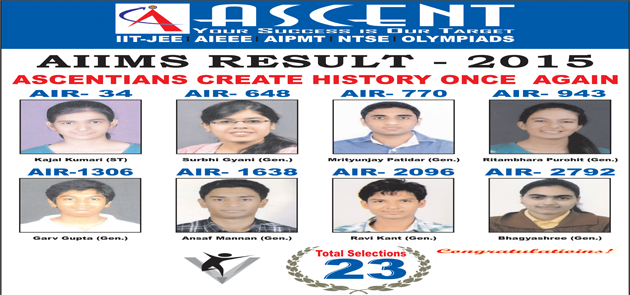 ASCENT
YOUR SUCCESS IS OUR TARGET
IIT-JEE | AIEEE | AIPMT | NTSE | OLYMPIADS
AIIMS RESULT - 2015
ASCENTIANS CREATE HISTORY ONCE AGAIN
AIR- 34 AIR- 648 AIR- 770 AIR- 943
Kajal Kumari (ST) Surbhi Gyani (Gen.) Mrityunjay Patidar (Gen.) Ritambhara Purohit (Gen.)
AIR-1306 AIR- 1638 AIR- 2096 AIR- 2792
Garv Gupta (Gen.) Ansaf Mannan (Gen.) Ravi Kant (Gen.) Bhagyashree (Gen.)
Total Selections
23
Congratulatioins!